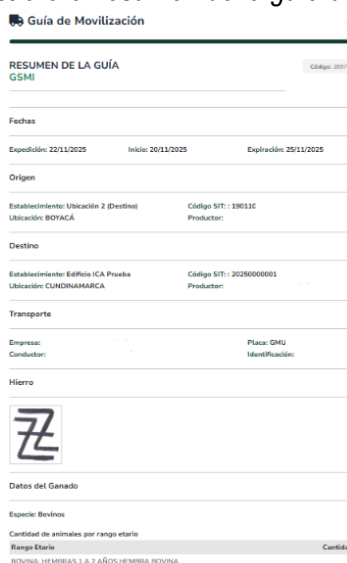 Guía de Movilización
RESUMEN DE LA GUÍA
GSMI
Fechas
Expedición: 22/11/2025 Inicio: 20/11/2025 Expiración: 25/11/2025
Origen
Establecimiento: Ubicación 2 (Destino) Código SIT: : 190110
Ubicación: BOYACÁ Productor:
Destino
Establecimiento: Edificio ICA Prueba Código SIT: : 20250000001
Ubicación: CUNDINAMARCA Productor:
Transporte
Empresa: Placa: GMU
Conductor: Identificación:
Hierro
Datos del Ganado
Especie: Bovinos
Cantidad de animales por rango etario
Rango Etario
BOVINA: HEMBRAS 1 A 2 AÑOS HEMBRA BOVINA